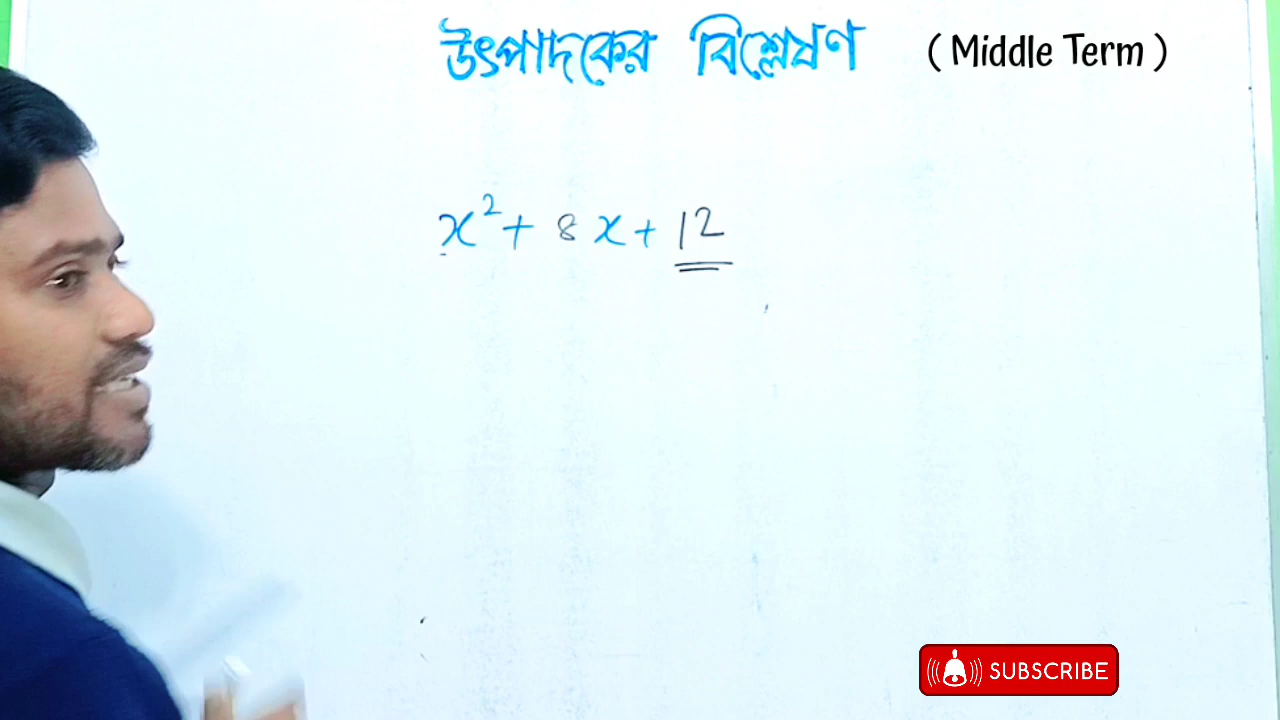 উৎপাদকের বিশ্লেষণ ( Middle Term )
x² + 8x + 12
SUBSCRIBE